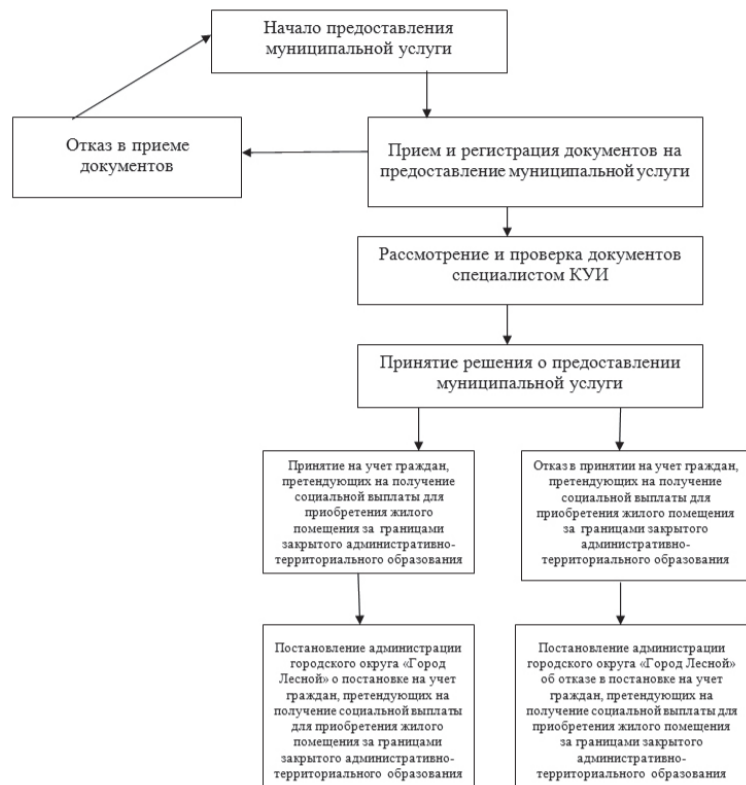 Начало предоставления
муниципальной услуги
Отказ в приеме
документов
Прием и регистрация документов на
предоставление муниципальной услуги
Рассмотрение и проверка документов
специалистом КУИ
Принятие решения о предоставлении
муниципальной услуги
Принятие на учет граждан,
претендующих на получение
социальной выплаты для
приобретения жилого
помещения за границами
закрытого административно-
территориального образования
Отказ в принятии на учет граждан,
претендующих на получение
социальной выплаты для
приобретения жилого помещения
за границами закрытого
административно-
территориального образования
Постановление администрации
городского округа «Город
Лесной» о постановке на учет
граждан, претендующих на
получение социальной выплаты
для приобретения жилого
помещения за границами
закрытого административно-
территориального образования
Постановление администрации
городского округа «Город Лесной»
об отказе в постановке на учет
граждан, претендующих на
получение социальной выплаты для
приобретения жилого помещения
за границами закрытого
административно-
территориального образования